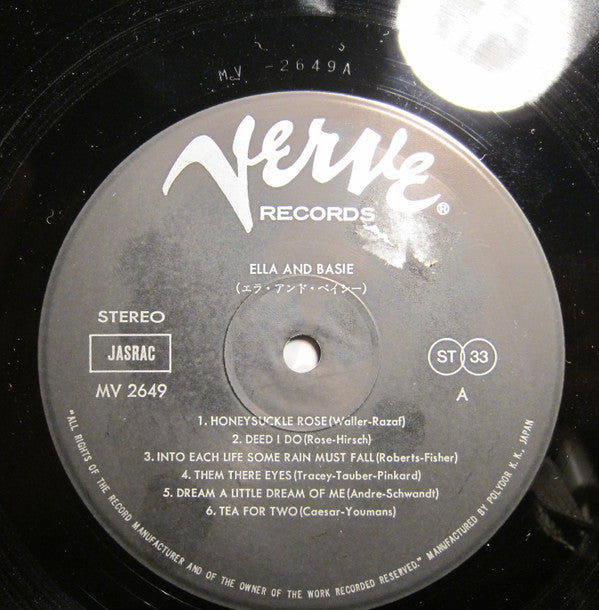 MV-2649A
Verve®
RECORDS
ELLA AND BASIE
(エラ・アンド・ベイシー)
STEREO
JASRAC
MV 2649
ST 33
A
1. HONEYSUCKLE ROSE(Waller-Razaf)
2. DEED I DO(Rose-Hirsch)
3. INTO EACH LIFE SOME RAIN MUST FALL(Roberts-Fisher)
4. THEM THERE EYES(Tracey-Tauber-Pinkard)
5. DREAM A LITTLE DREAM OF ME(Andre-Schwandt)
6. TEA FOR TWO(Caesar-Youmans)
"ALL RIGHTS OF THE RECORD MANUFACTURER AND OF THE OWNER OF THE WORK RECORDED RESERVED." MANUFACTURED BY POLYDOR K.K., JAPAN